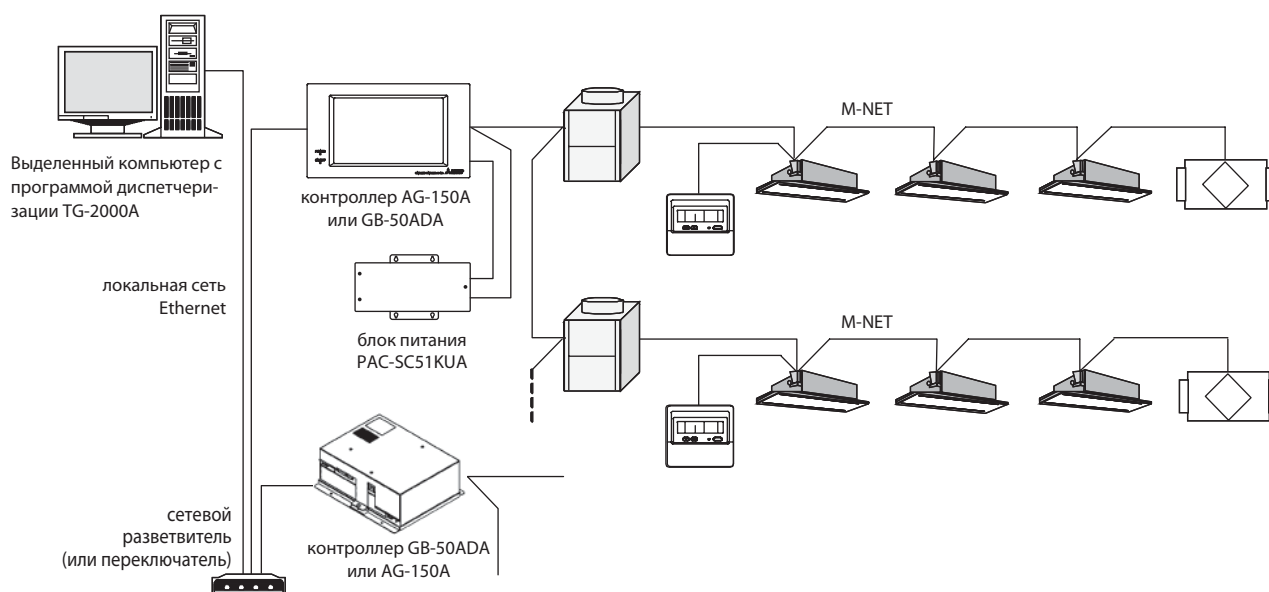 Выделенный компьютер с
программой диспетчери-
зации TG-2000A
контроллер AG-150A
или GB-50ADA
M-NET
локальная сеть
Ethernet
блок питания
PAC-SC51KUA
M-NET
сетевой
разветвитель
(или переключатель)
контроллер GB-50ADA
или AG-150A